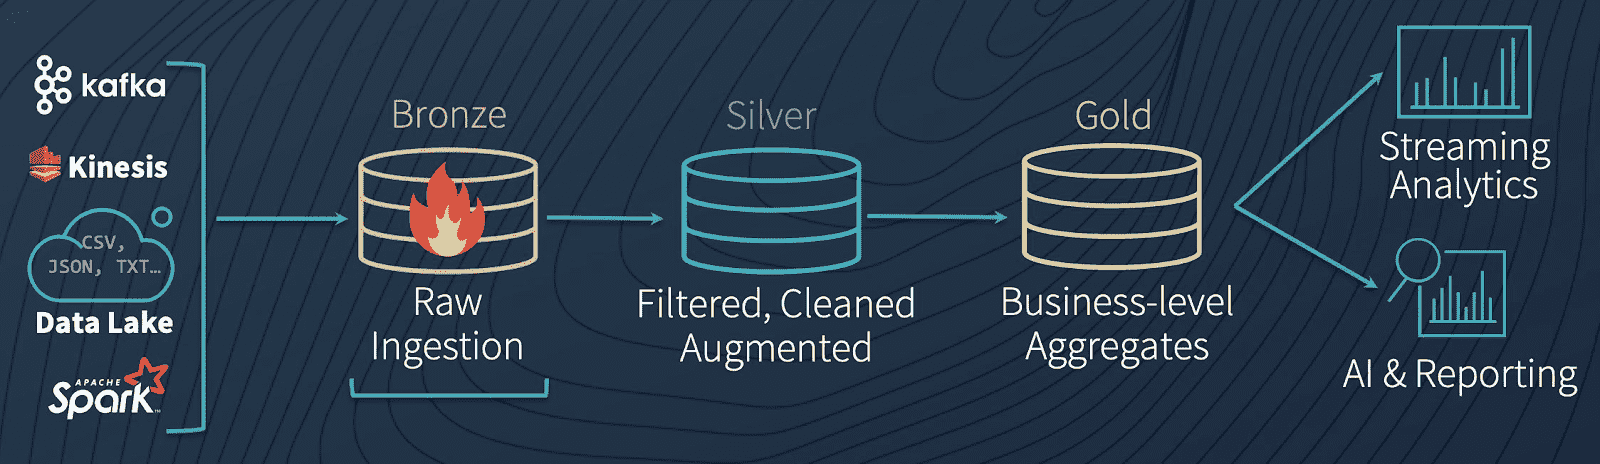 kafka
Kinesis
CSV,
JSON, TXT…
Data Lake
APACHE
Spark™
Bronze
Raw
Ingestion
Silver
Filtered, Cleaned
Augmented
Gold
Business-level
Aggregates
Streaming
Analytics
AI & Reporting